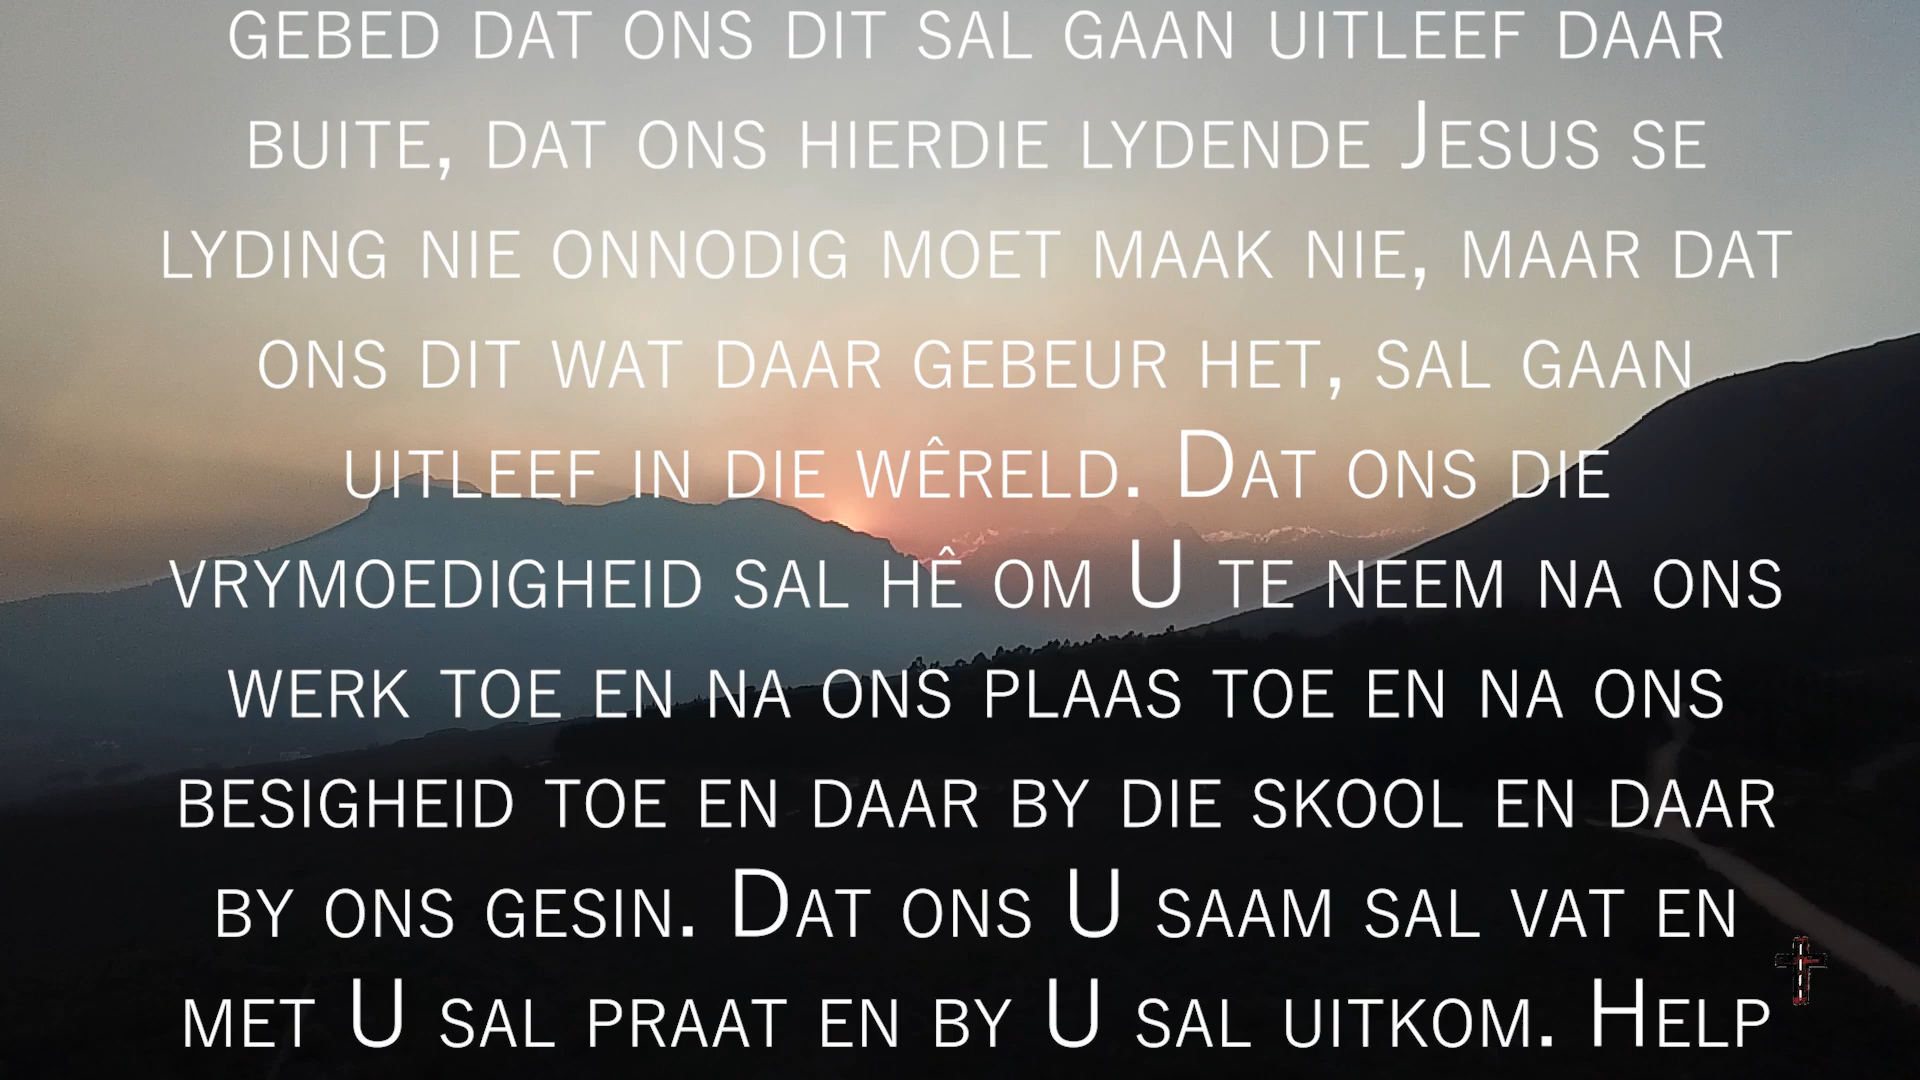 GEBED DAT ONS DIT SAL GAAN UITLEEF DAAR
BUITE, DAT ONS HIERDIE LYDENDE JESUS SE
LYDING NIE ONNODIG MOET MAAK NIE, MAAR DAT
ONS DIT WAT DAAR GEBEUR HET, SAL GAAN
UITLEEF IN DIE WÊRELD. DAT ONS DIE
VRYMOEDIGHEID SAL HÊ OM U TE NEEM NA ONS
WERK TOE EN NA ONS PLAAS TOE EN NA ONS
BESIGHEID TOE EN DAAR BY DIE SKOOL EN DAAR
BY ONS GESIN. DAT ONS U SAAM SAL VAT EN
MET U SAL PRAAT EN BY U SAL UITKOM. HELP